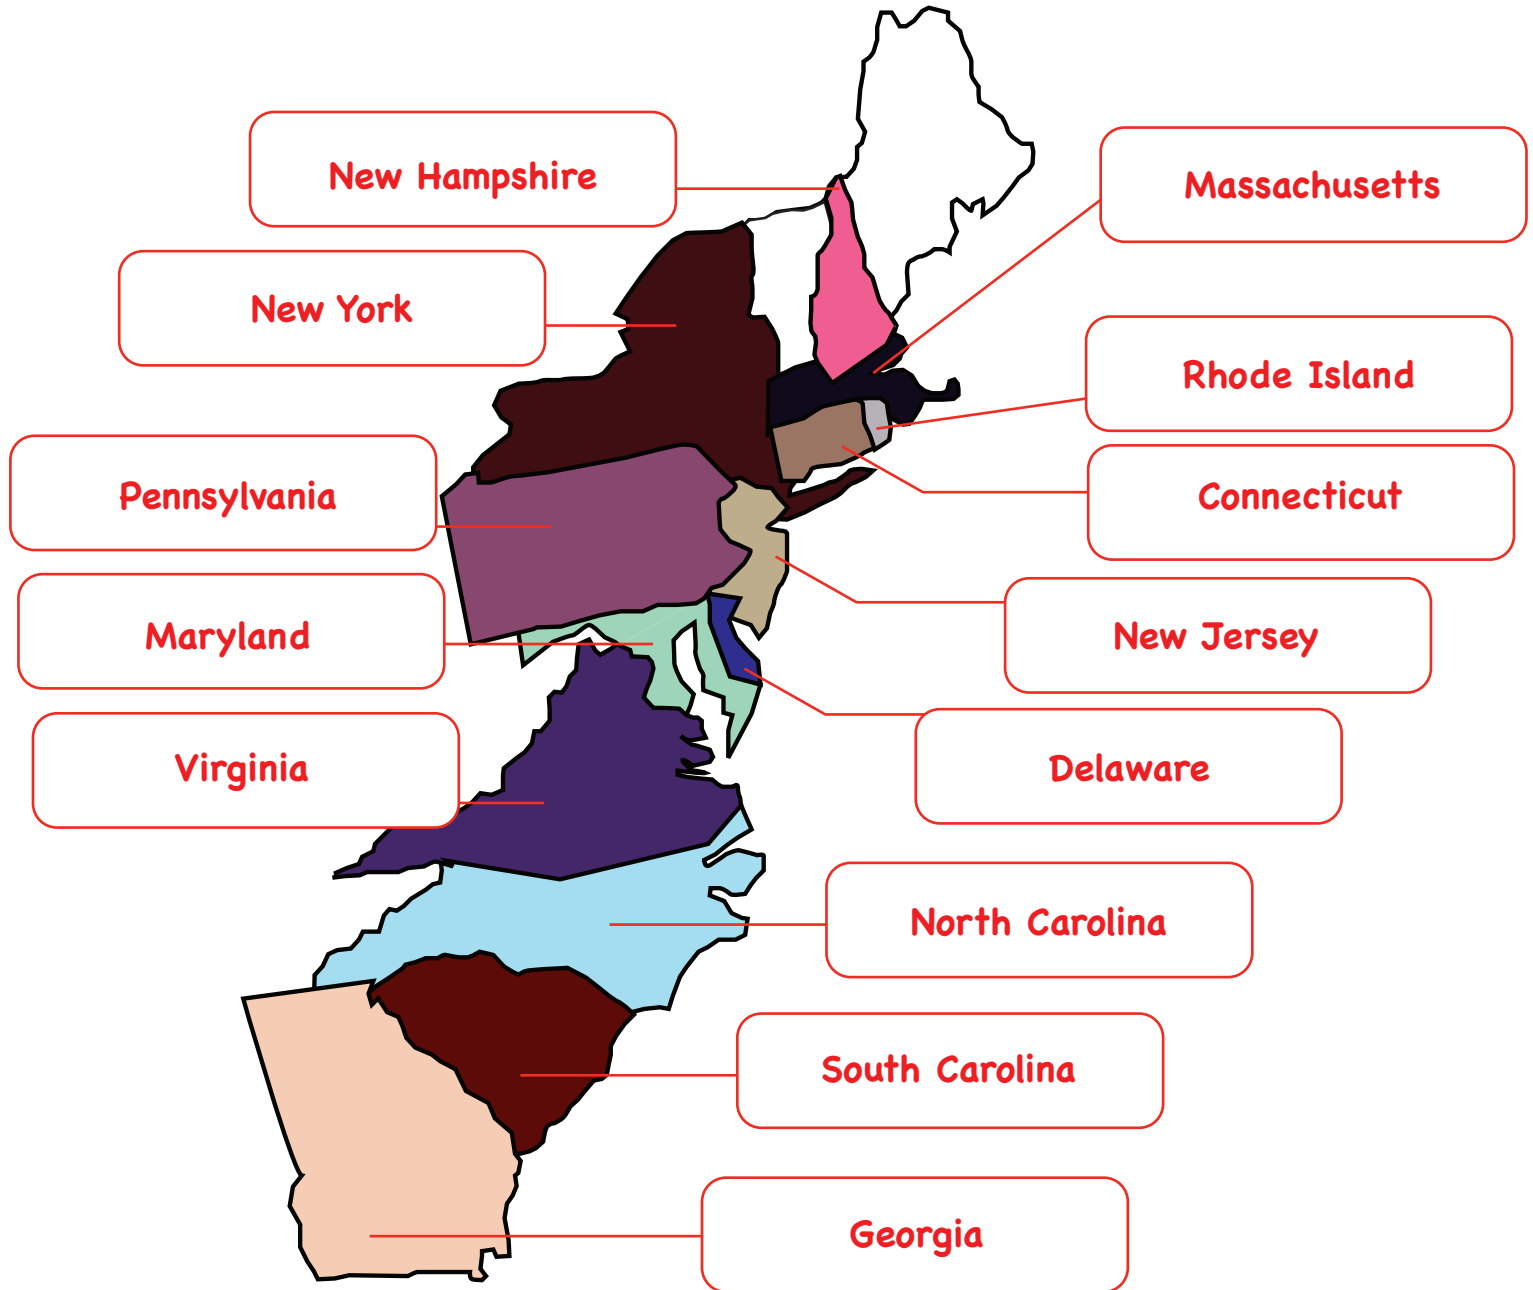 New Hampshire
Massachusetts
New York
Rhode Island
Pennsylvania
Connecticut
Maryland
New Jersey
Virginia
Delaware
North Carolina
South Carolina
Georgia